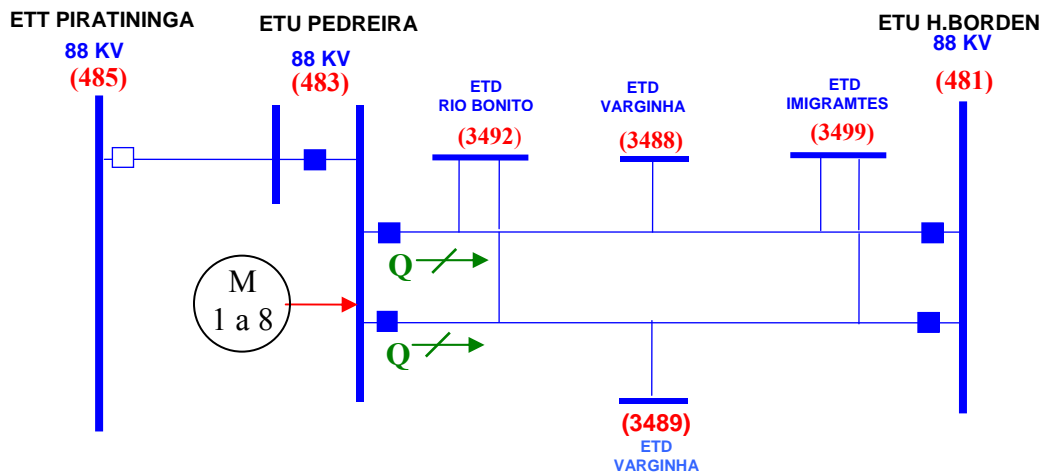 ETT PIRATININGA
88 KV
(485)
ETU PEDREIRA
88 KV
(483)
ETU H.BORDEN
88 KV
(481)
ETD
RIO BONITO
(3492)
ETD
VARGINHA
(3488)
ETD
IMIGRAMTES
(3499)
Q
M
1 a 8
Q
(3489)
ETD
VARGINHA